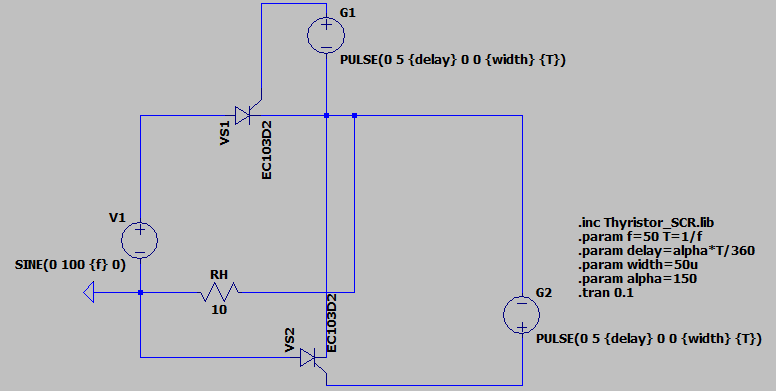 G1
+
−
PULSE(0 5 {delay} 0 0 {width} {T})
VS1
EC103D2
V1
+
−
SINE(0 100 {f} 0)
RH
10
VS2
EC103D2
G2
−
+
PULSE(0 5 {delay} 0 0 {width} {T})
.inc Thyristor_SCR.lib
.param f=50 T=1/f
.param delay=alpha*T/360
.param width=50u
.param alpha=150
.tran 0.1